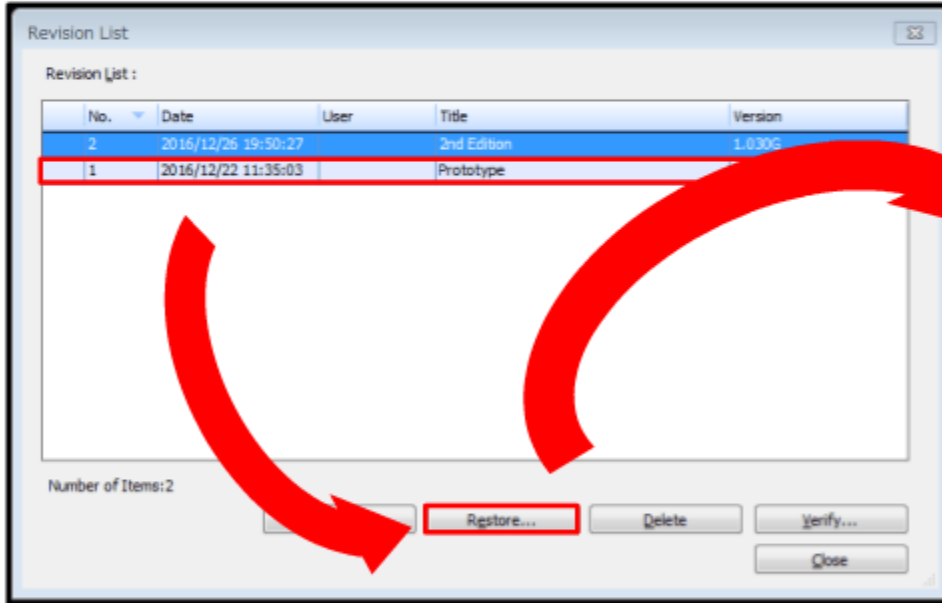 Revision List
Revision List :
No. Date User Title Version
2 2016/12/26 19:50:27 2nd Edition 1.030G
1 2016/12/22 11:35:03 Prototype
Number of Items:2
Restore... Delete Verify...
Close